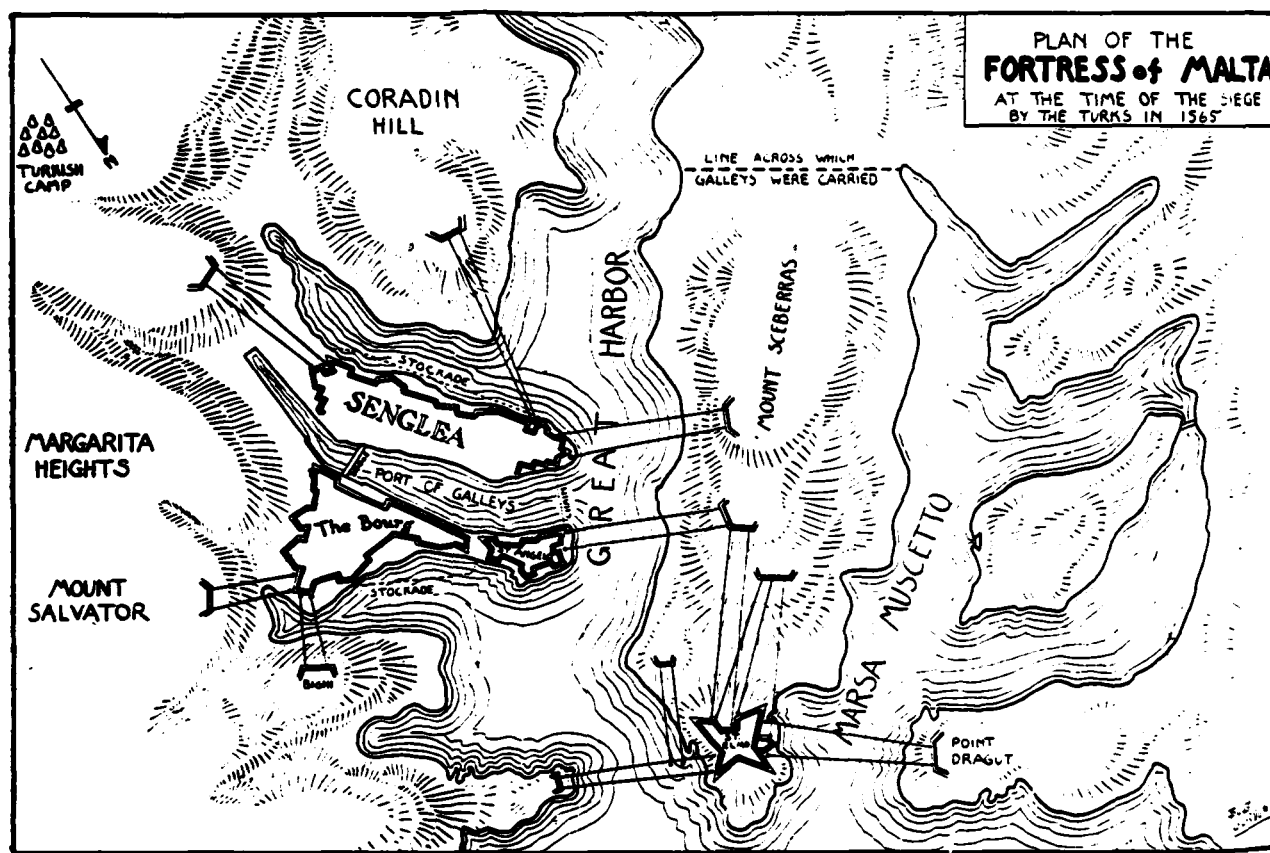 PLAN OF THE
FORTRESS of MALTA
AT THE TIME OF THE SIEGE
BY THE TURKS IN 1565
CORADIN
HILL
N
TURKISH
CAMP
LINE ACROSS WHICH
GALLEYS WERE CARRIED
GREAT HARBOR
MOUNT SCEBERRAS
STOCKADE
SENGLEA
MARGARITA
HEIGHTS
PORT OF GALLEYS
The Bourg
ANGELO
MOUNT
SALVATOR
STOCKADE
MARSA MUSCETTO
ELMO
POINT
DRAGUT